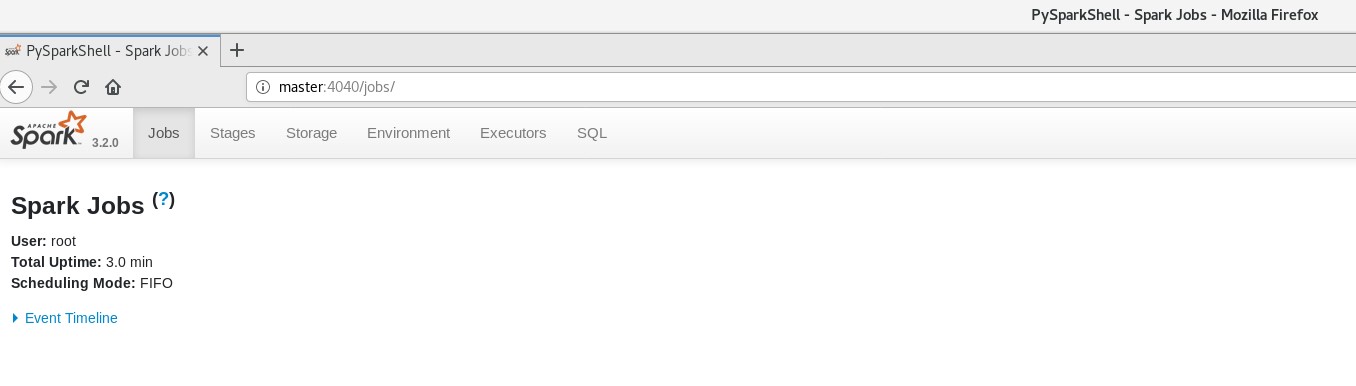 PySparkShell - Spark Jobs - Mozilla Firefox
Spark PySparkShell - Spark Jobs
master:4040/jobs/
APACHE Spark 3.2.0 Jobs Stages Storage Environment Executors SQL
Spark Jobs (?)
User: root
Total Uptime: 3.0 min
Scheduling Mode: FIFO
Event Timeline